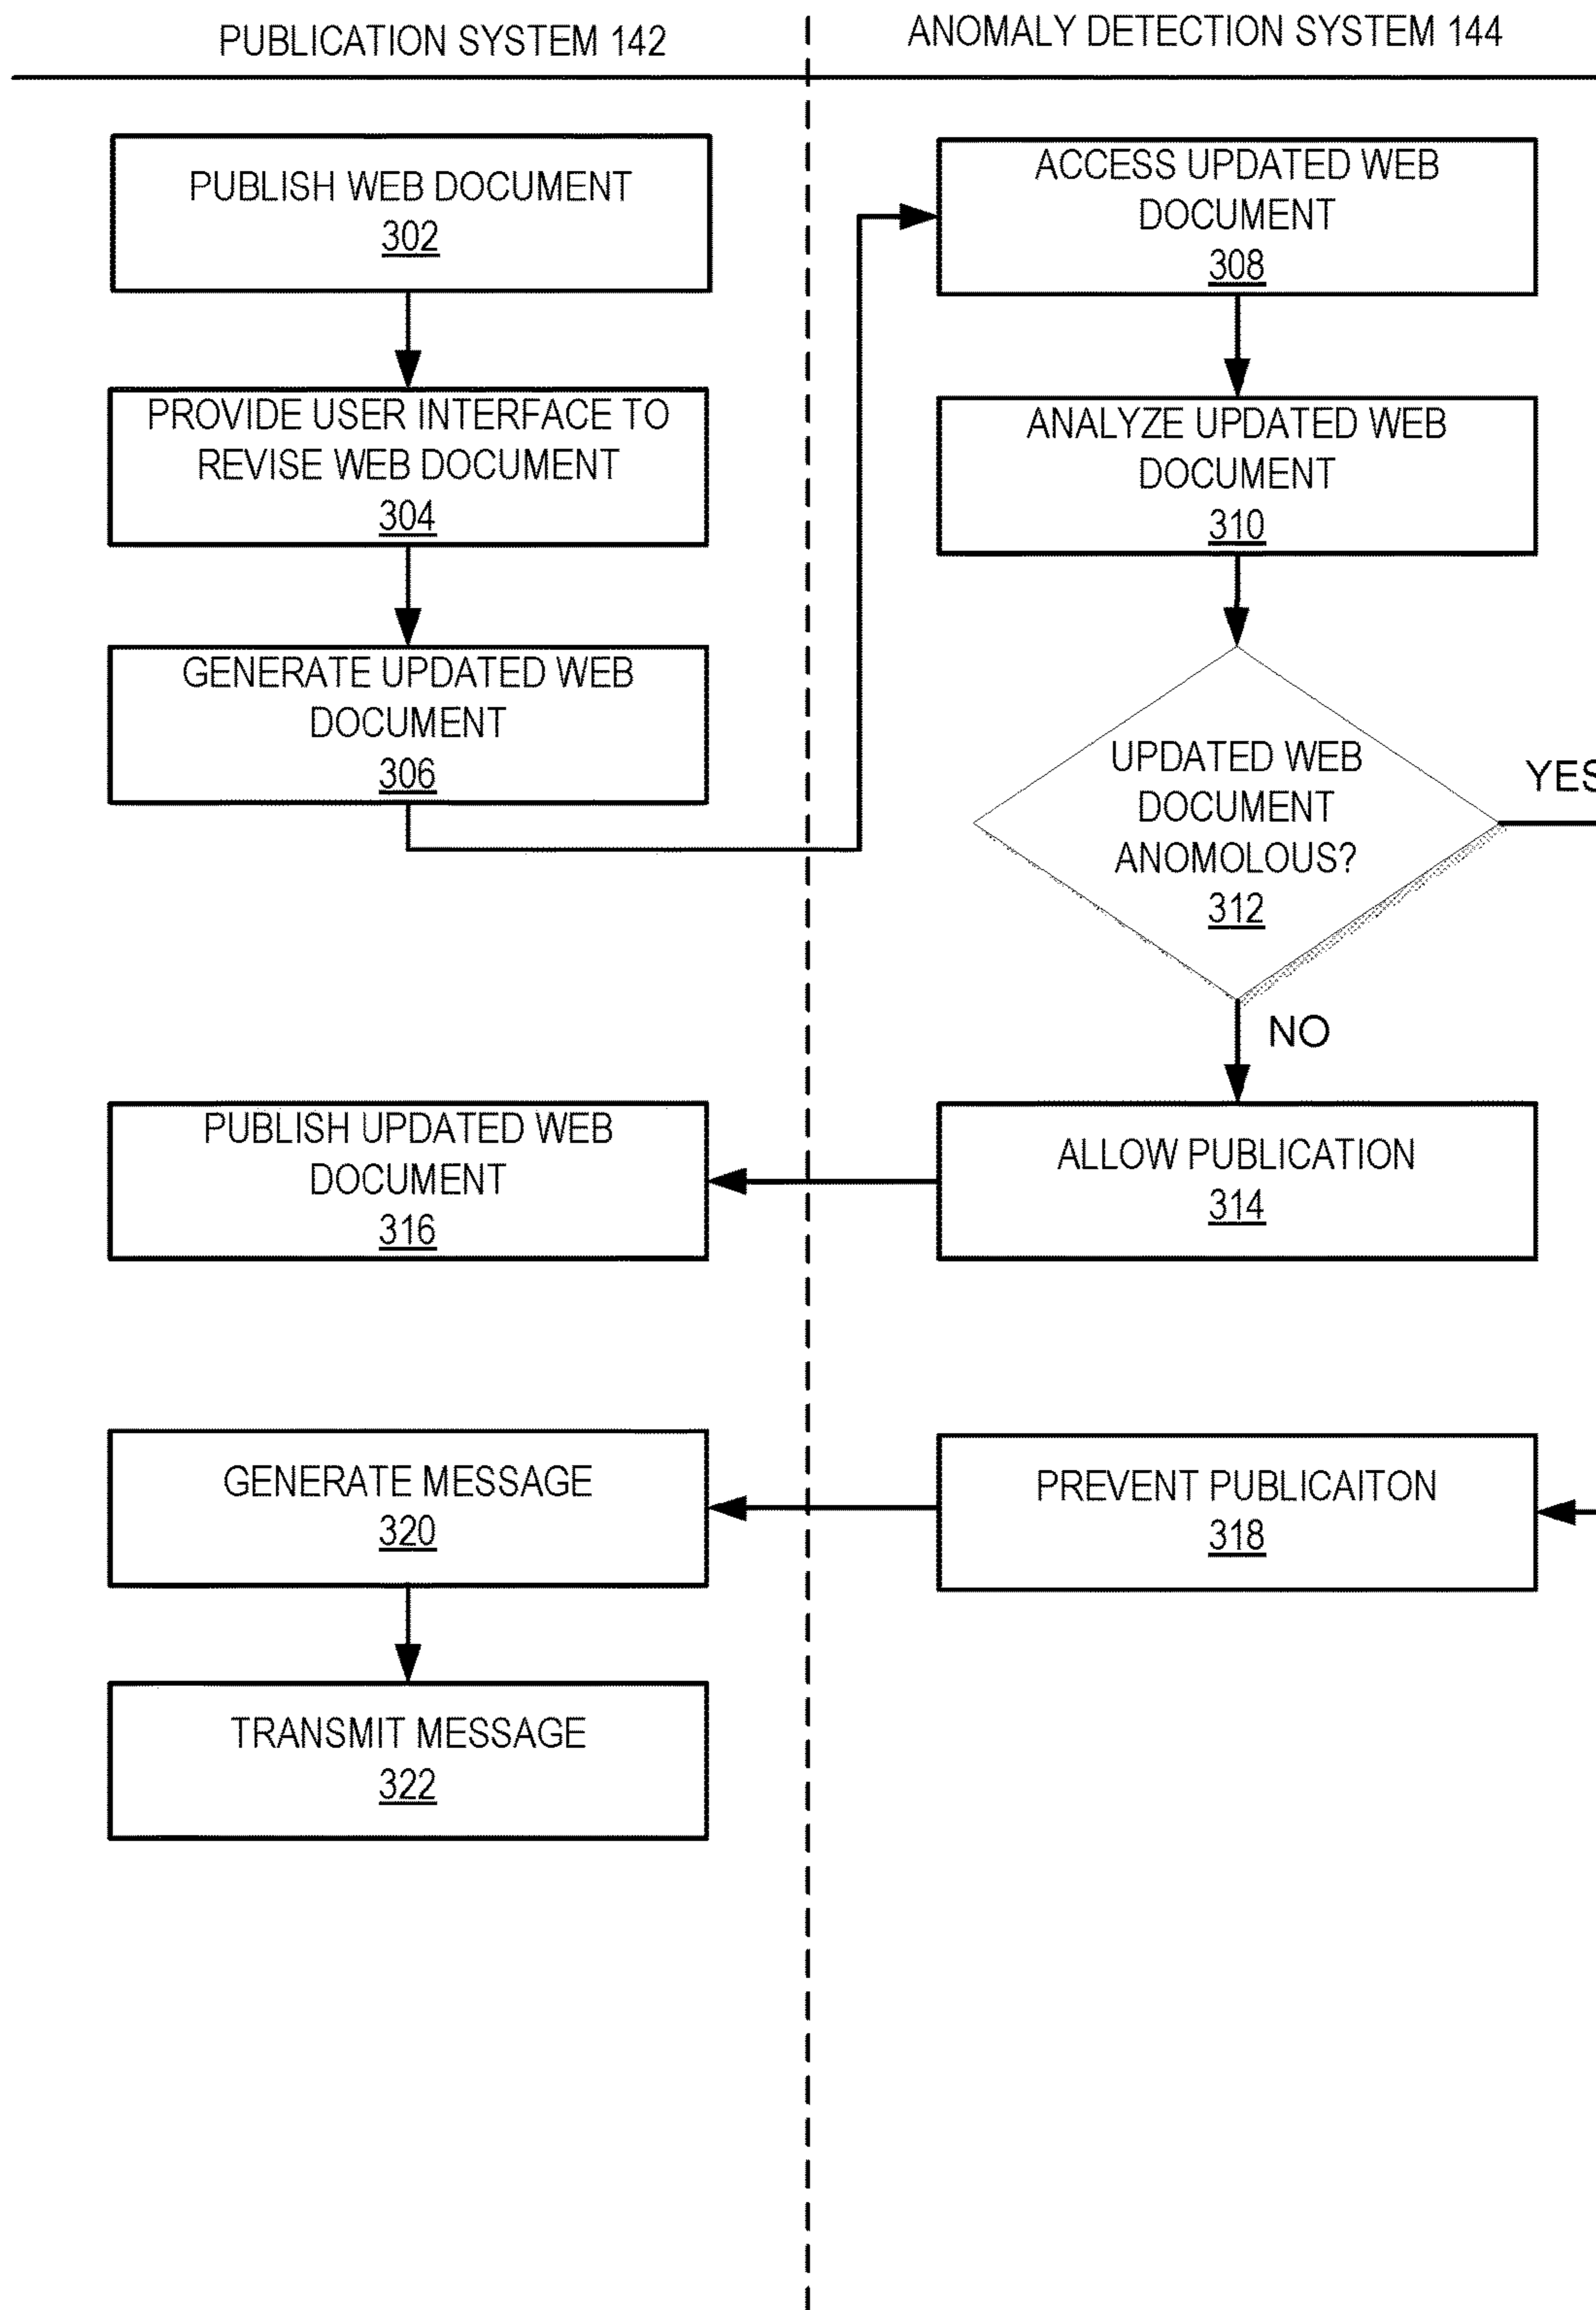 PUBLICATION SYSTEM 142
ANOMALY DETECTION SYSTEM 144
PUBLISH WEB DOCUMENT
302
PROVIDE USER INTERFACE TO
REVISE WEB DOCUMENT
304
GENERATE UPDATED WEB
DOCUMENT
306
ACCESS UPDATED WEB
DOCUMENT
308
ANALYZE UPDATED WEB
DOCUMENT
310
UPDATED WEB
DOCUMENT
ANOMOLOUS?
312
YES
NO
ALLOW PUBLICATION
314
PUBLISH UPDATED WEB
DOCUMENT
316
PREVENT PUBLICAITON
318
GENERATE MESSAGE
320
TRANSMIT MESSAGE
322